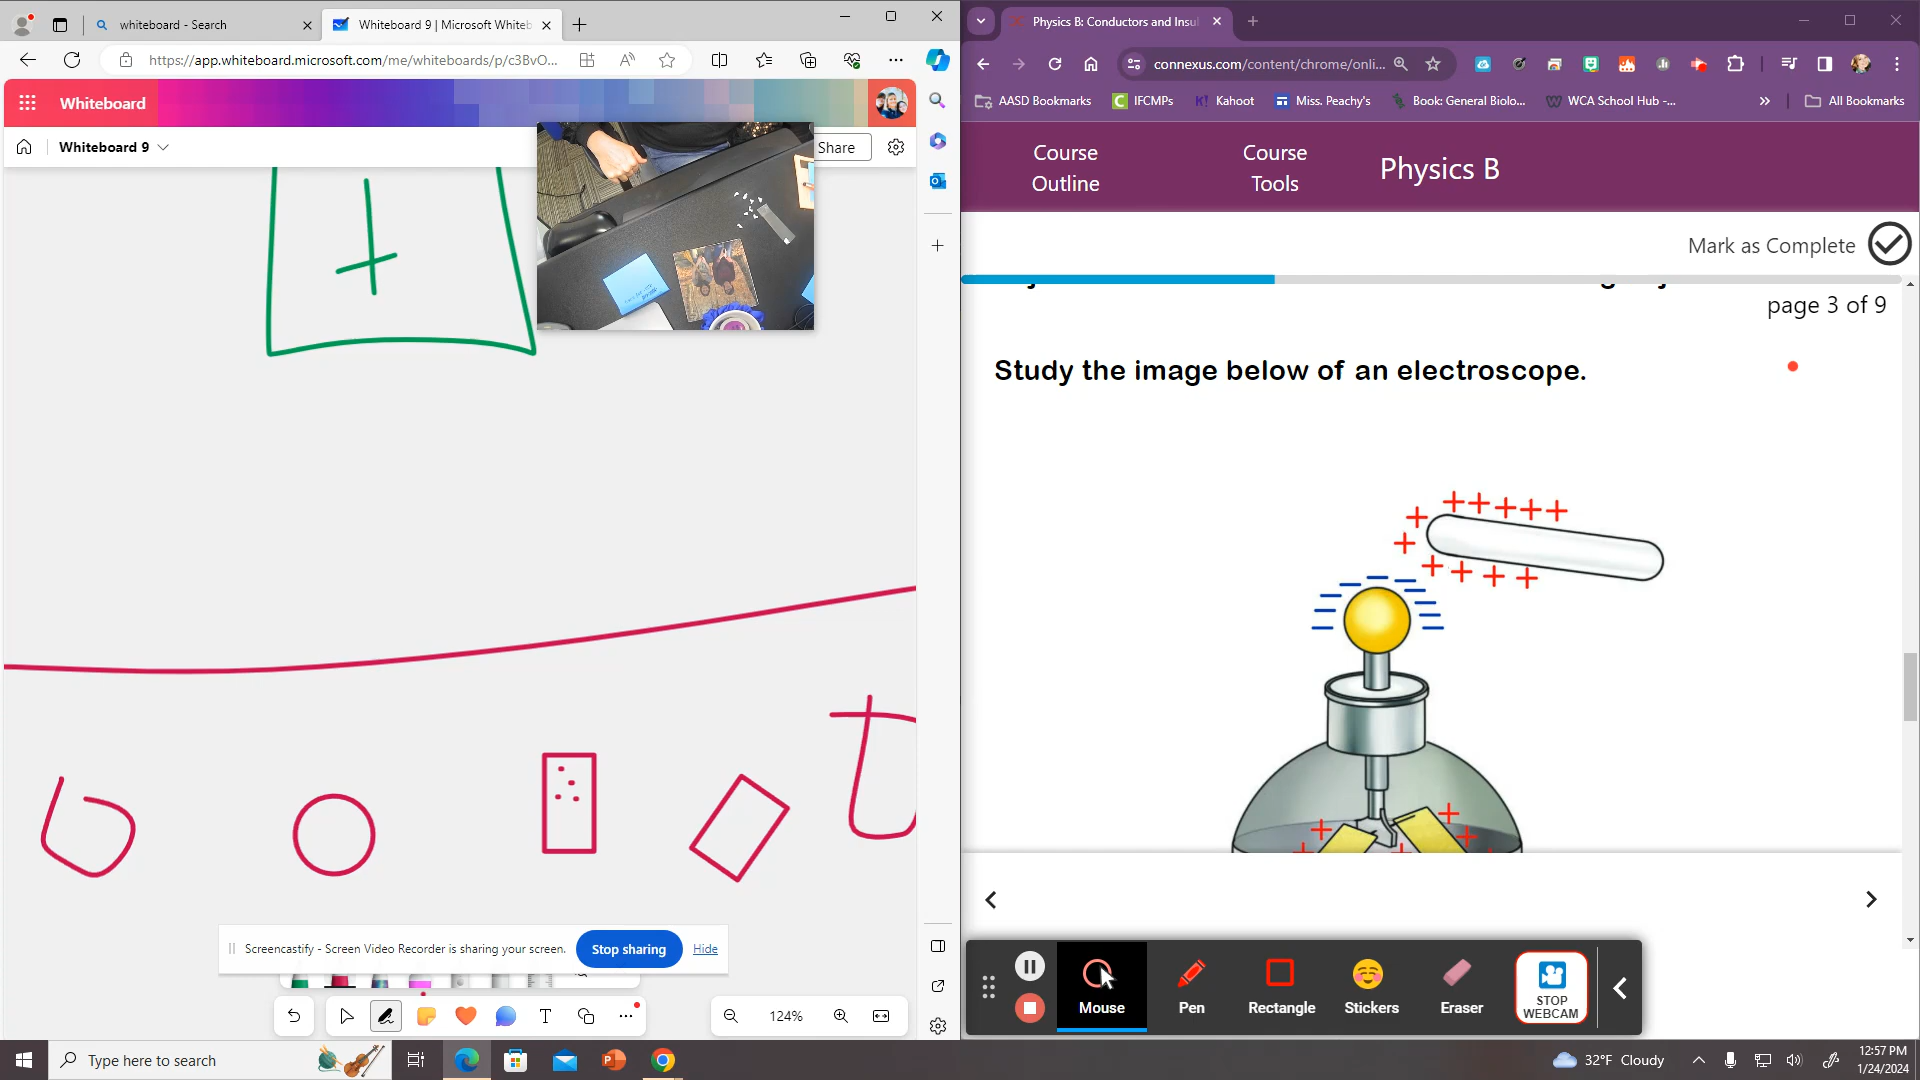 whiteboard - Search
Whiteboard 9 | Microsoft Whiteb
https://app.whiteboard.microsoft.com/me/whiteboards/p/c3BvO...
Whiteboard
Whiteboard 9
Share
+
Screencastify - Screen Video Recorder is sharing your screen.
Stop sharing
Hide
124%
Physics B: Conductors and Insul
connexus.com/content/chrome/onli...
AASD Bookmarks
IFCMPs
Kahoot
Miss. Peachy's
Book: General Biolo...
WCA School Hub -...
All Bookmarks
Course Outline
Course Tools
Physics B
Mark as Complete
page 3 of 9
Study the image below of an electroscope.
Mouse
Pen
Rectangle
Stickers
Eraser
STOP
WEBCAM
Type here to search
32°F Cloudy
12:57 PM
1/24/2024